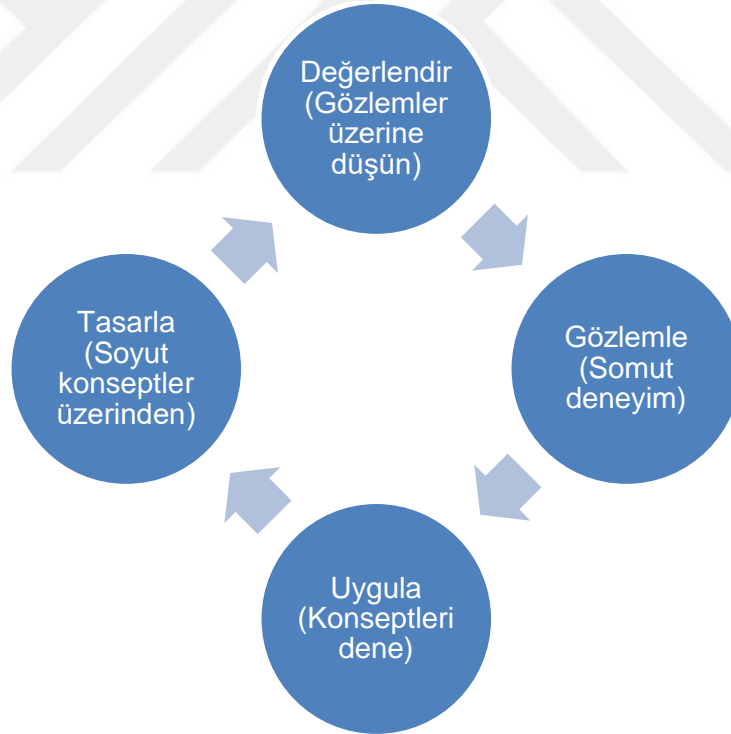 Değerlendir
(Gözlemler
üzerine
düşün)
Gözlemle
(Somut
deneyim)
Uygula
(Konseptleri
dene)
Tasarla
(Soyut
konseptler
üzerinden)